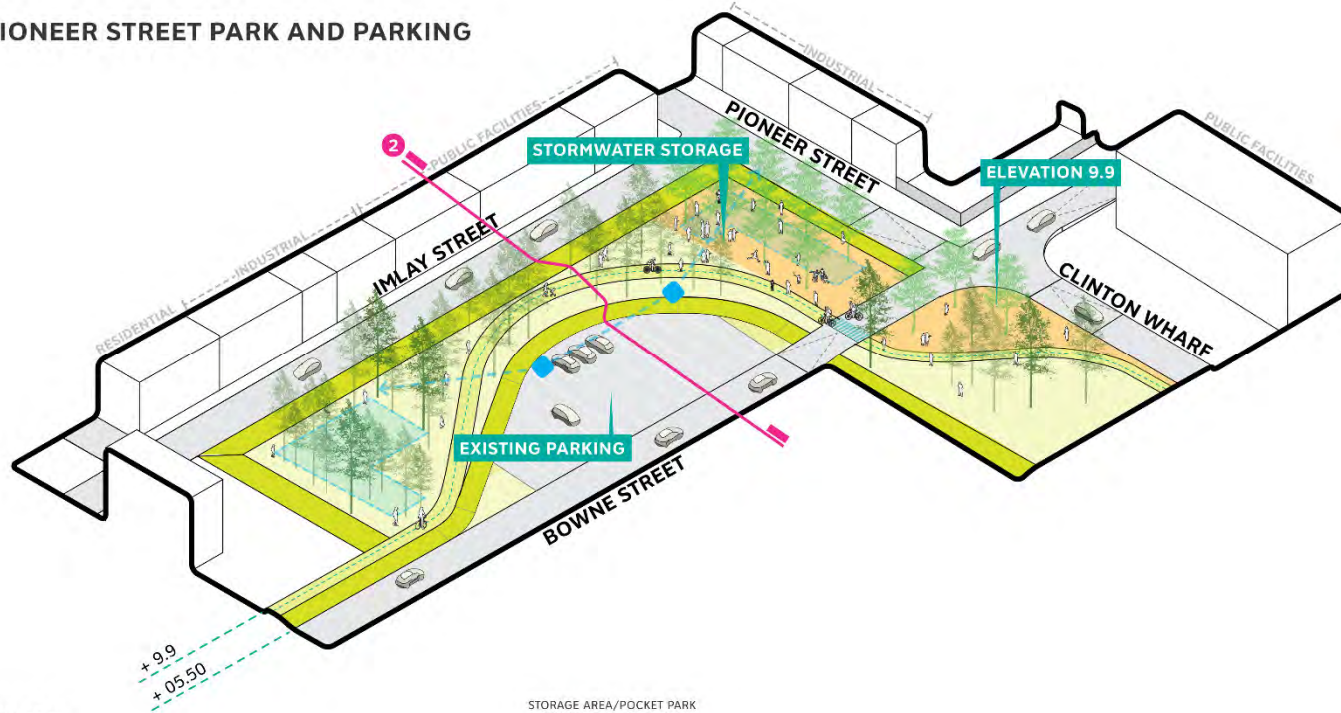 IONEER STREET PARK AND PARKING
INDUSTRIAL
PUBLIC FACILITIES
2
PUBLIC FACILITIES
STORMWATER STORAGE
PIONEER STREET
ELEVATION 9.9
INDUSTRIAL
IMLAY STREET
CLINTON WHARF
RESIDENTIAL
EXISTING PARKING
BOWNE STREET
+ 9.9
+ 05.50
STORAGE AREA/POCKET PARK